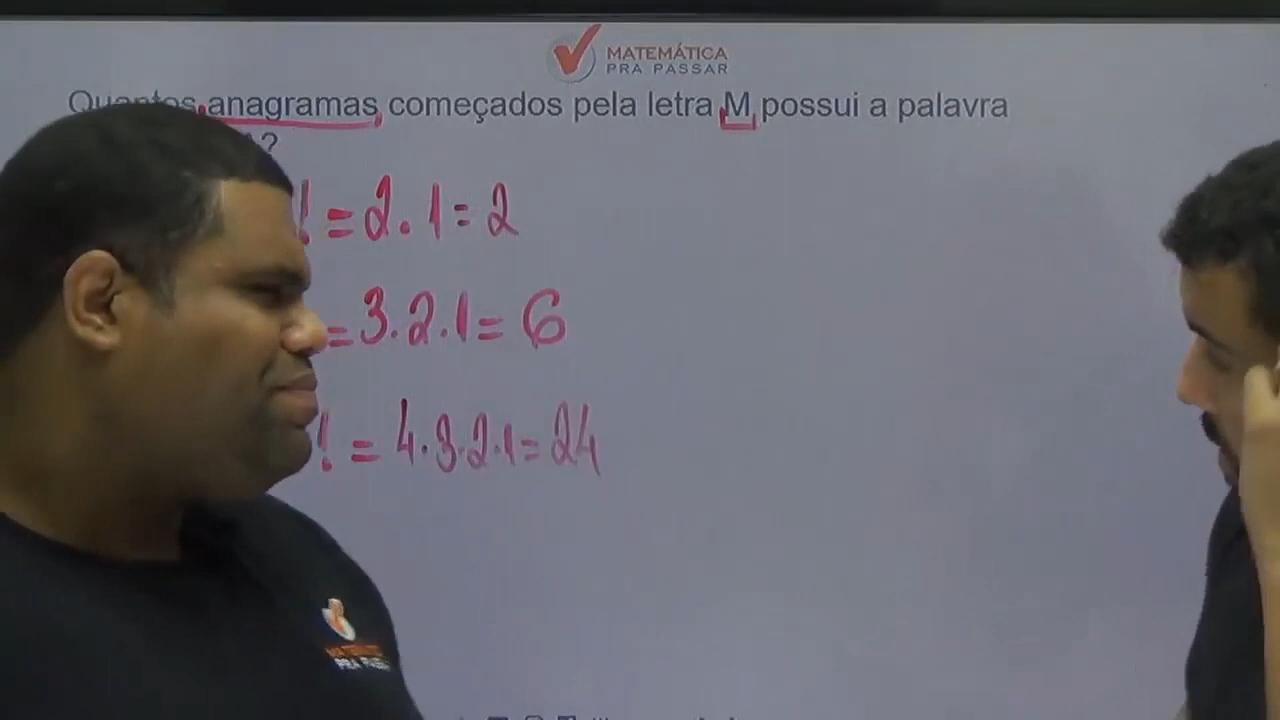 MATEMÁTICA
PRA PASSAR
Quantos anagramas começados pela letra M possui a palavra
A?
! = 2.1 = 2
= 3.2.1 = 6
! = 4.3.2.1 = 24